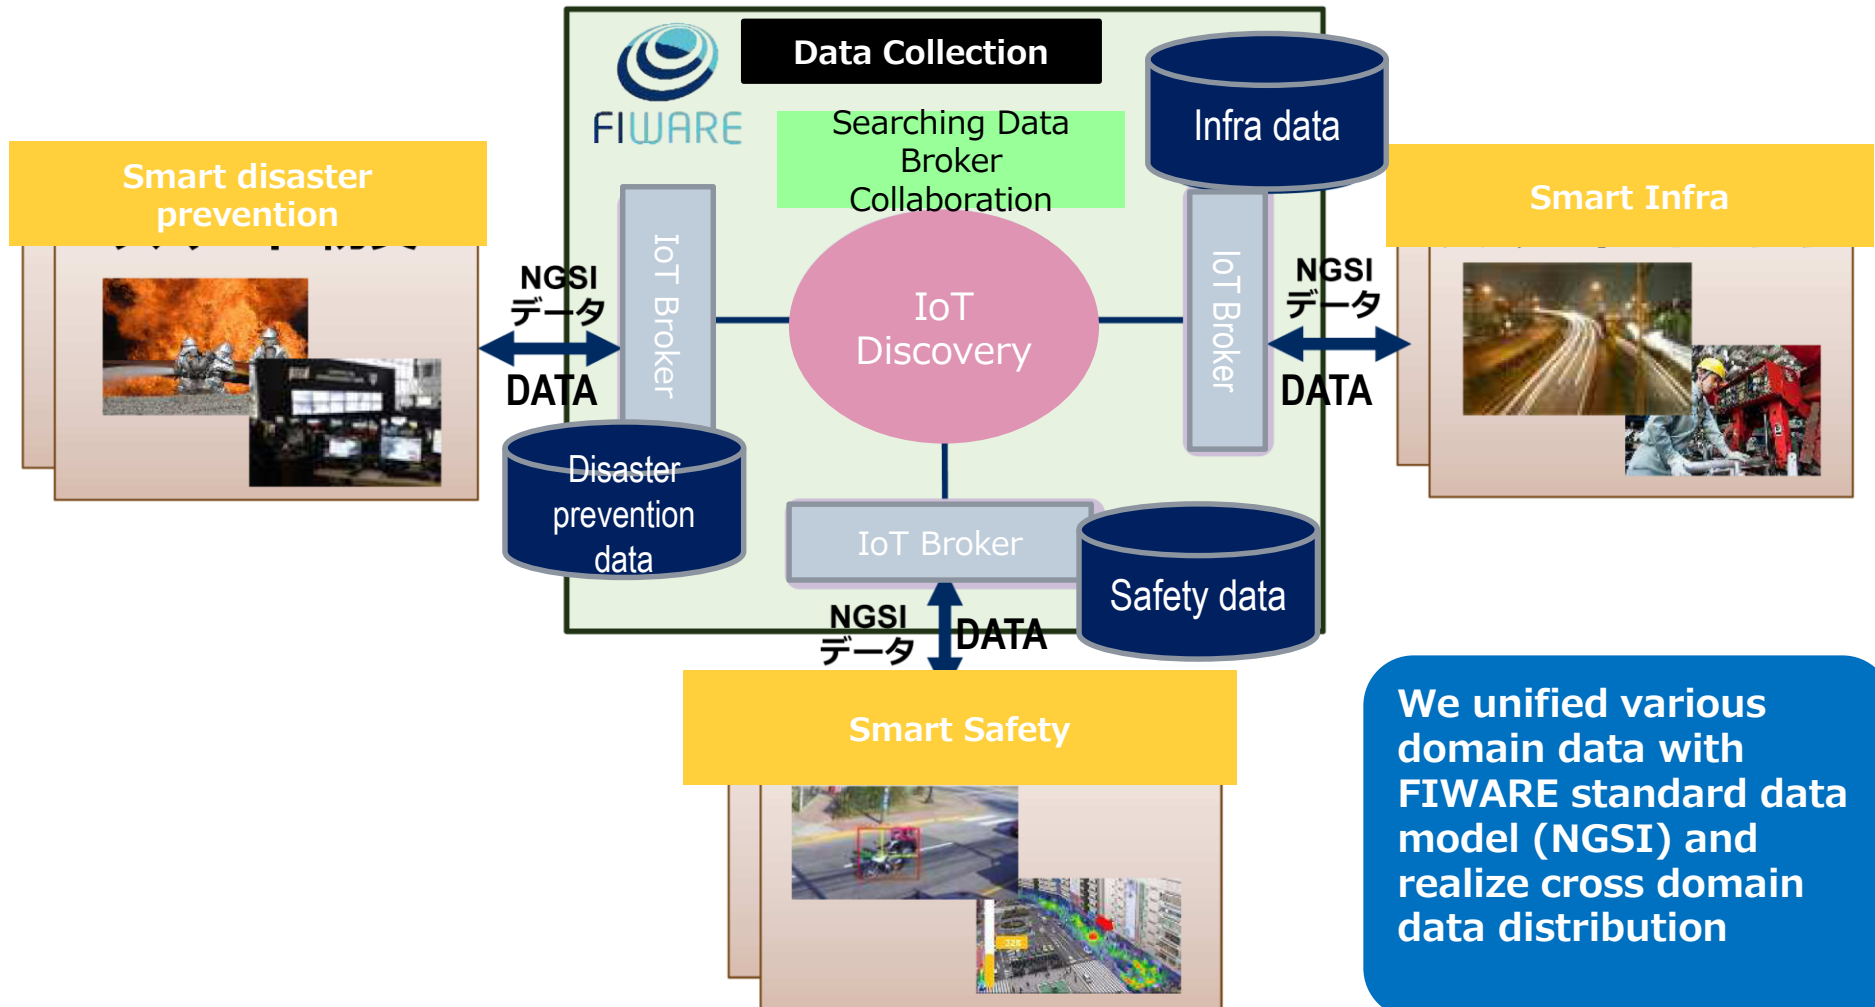 FIWARE
Data Collection
Searching Data
Broker
Collaboration
Infra data
Smart disaster
prevention
Smart Infra
NGSI
データ
DATA
IoT Broker
IoT
Discovery
IoT Broker
NGSI
データ
DATA
Disaster
prevention
data
IoT Broker
Safety data
NGSI
データ
DATA
Smart Safety
We unified various
domain data with
FIWARE standard data
model (NGSI) and
realize cross domain
data distribution